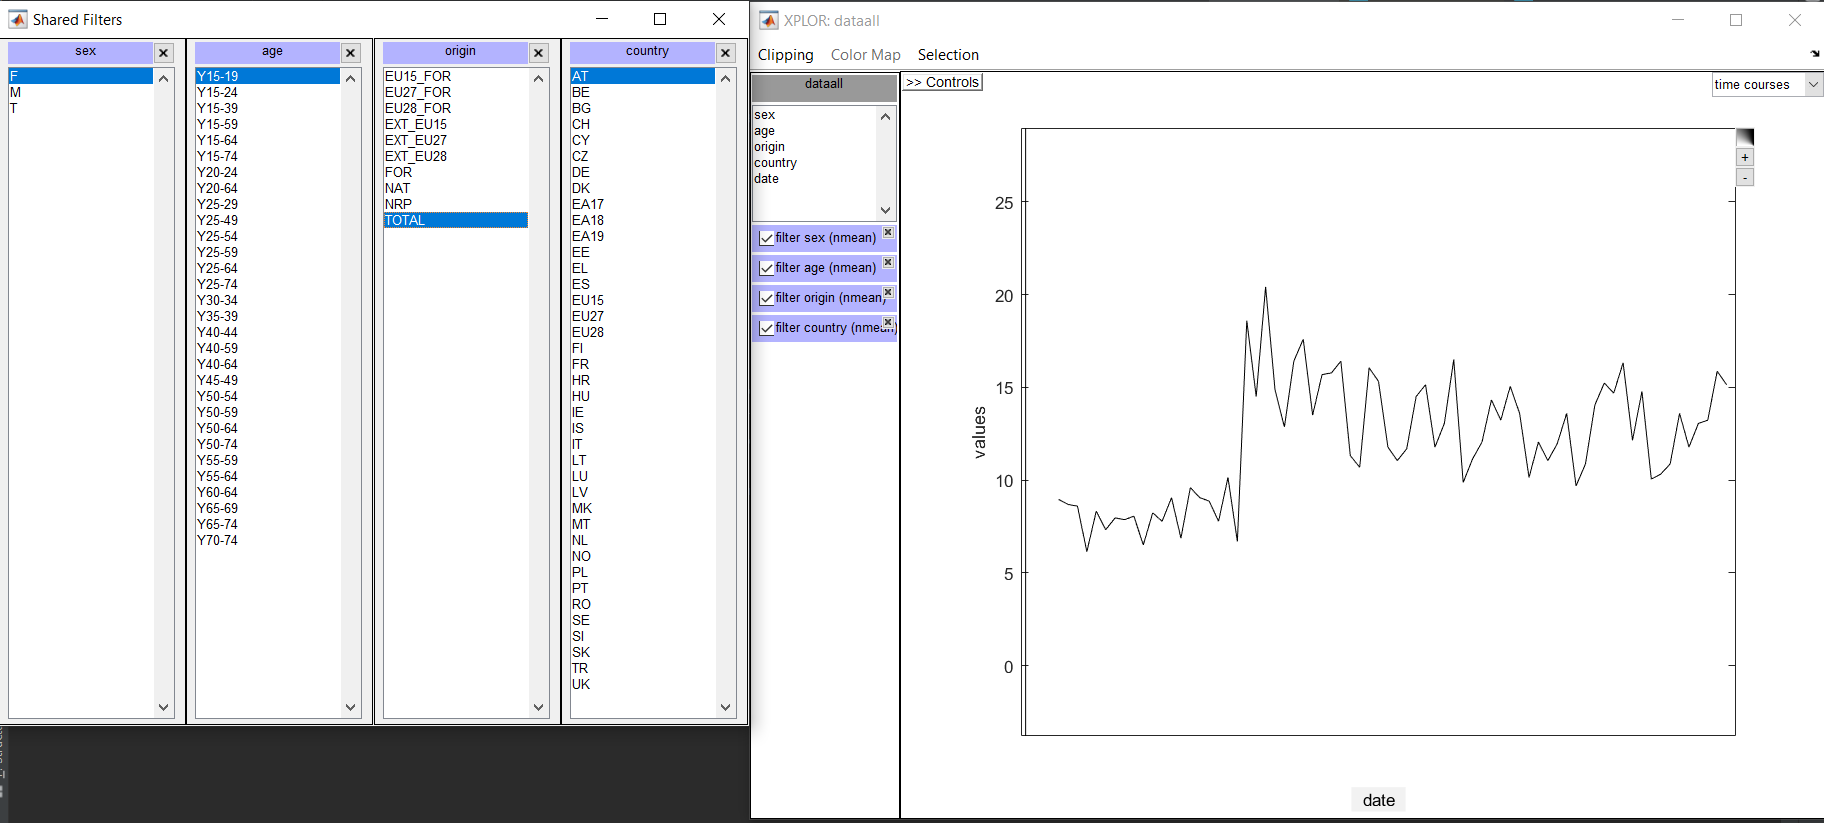 Shared Filters
sex
F
M
T
age
Y15-19
Y15-24
Y15-39
Y15-59
Y15-64
Y15-74
Y20-24
Y20-64
Y25-29
Y25-49
Y25-54
Y25-59
Y25-64
Y25-74
Y30-34
Y35-39
Y40-44
Y40-59
Y40-64
Y45-49
Y50-54
Y50-59
Y50-64
Y50-74
Y55-59
Y55-64
Y60-64
Y65-69
Y65-74
Y70-74
origin
EU15_FOR
EU27_FOR
EU28_FOR
EXT_EU15
EXT_EU27
EXT_EU28
FOR
NAT
NRP
TOTAL
country
AT
BE
BG
CH
CY
CZ
DE
DK
EA17
EA18
EA19
EE
EL
ES
EU15
EU27
EU28
FI
FR
HR
HU
IE
IS
IT
LT
LU
LV
MK
MT
NL
NO
PL
PT
RO
SE
SI
SK
TR
UK
XPLOR: dataall
Clipping Color Map Selection
dataall
sex
age
origin
country
date
filter sex (nmean)
filter age (nmean)
filter origin (nmean)
filter country (nmean)
>> Controls
time courses
+
-
25
20
15
10
5
0
values
date